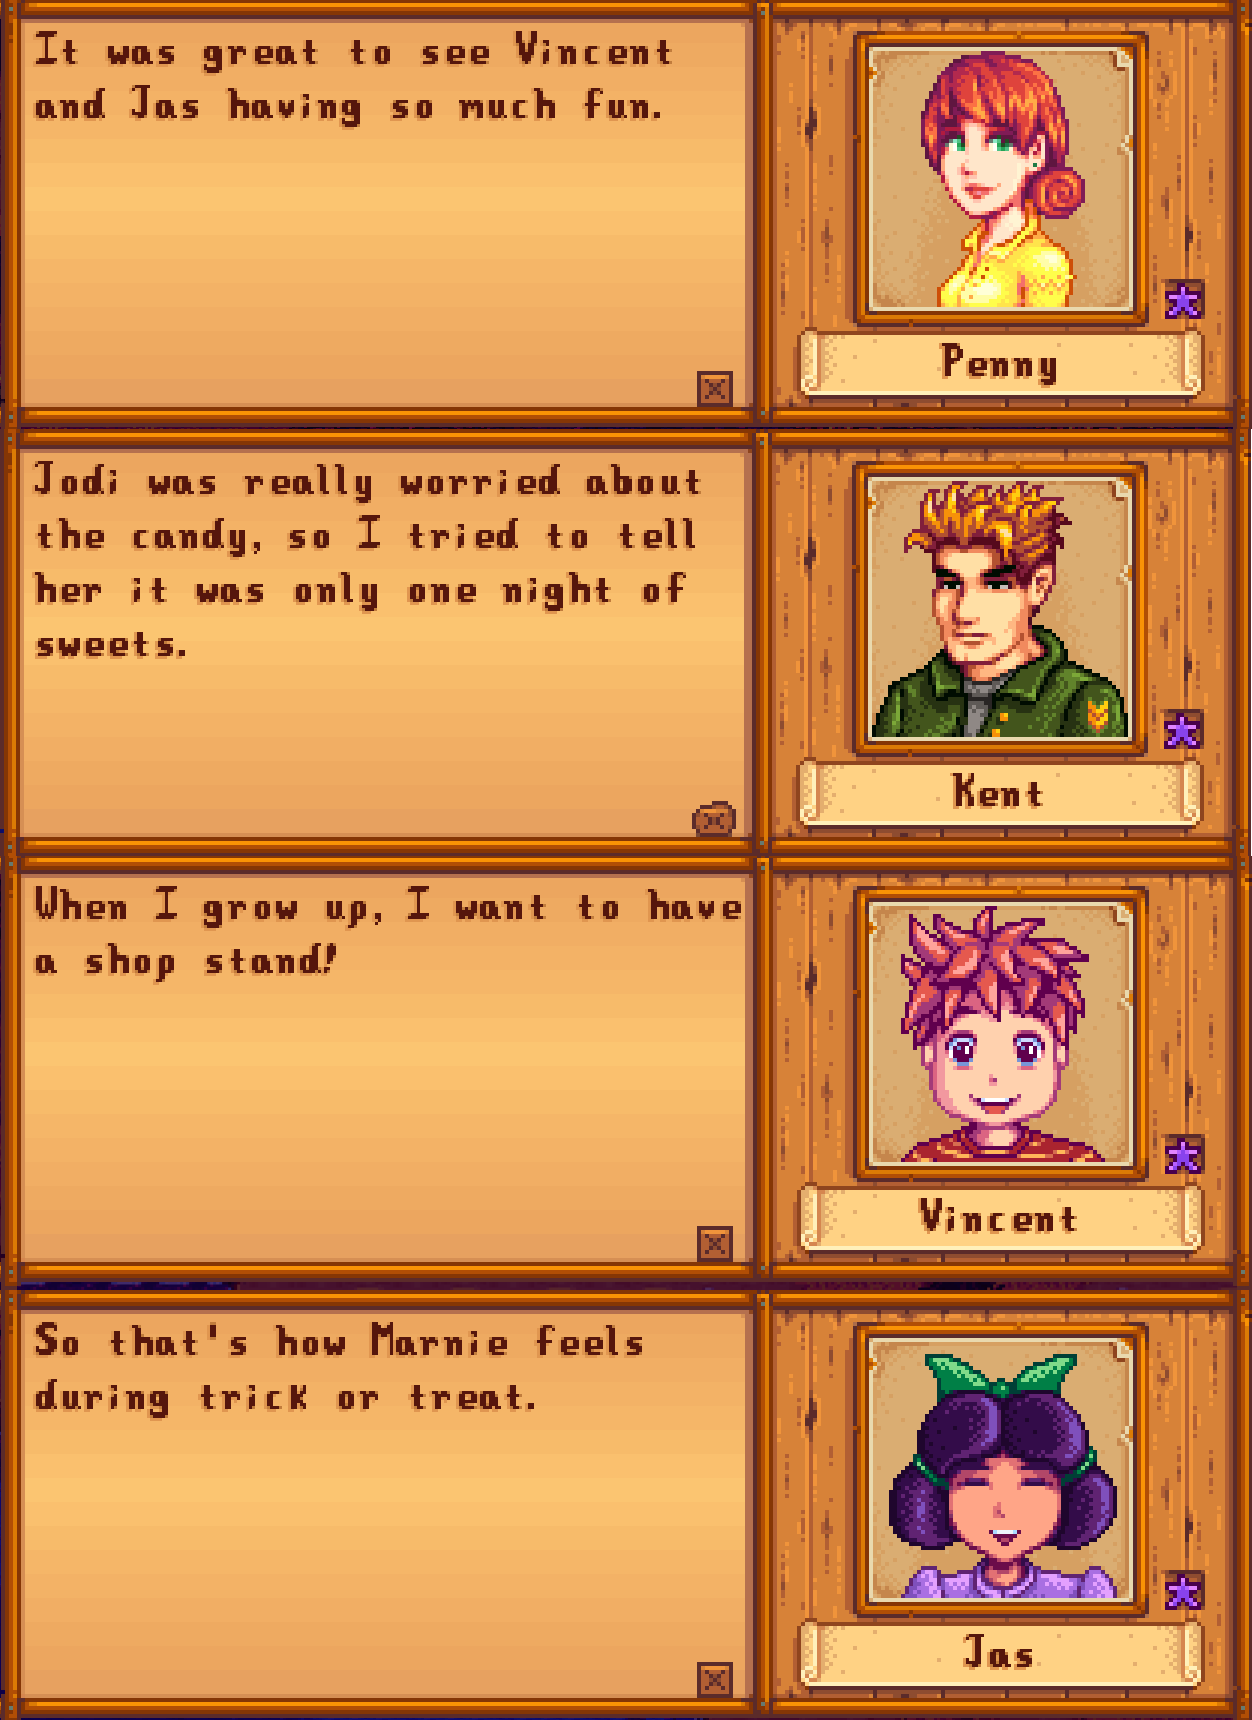 It was great to see Vincent
and Jas having so much fun.
Penny
Jodi was really worried about
the candy, so I tried to tell
her it was only one night of
sweets.
Kent
When I grow up, I want to have
a shop stand!
Vincent
So that's how Marnie feels
during trick or treat.
Jas